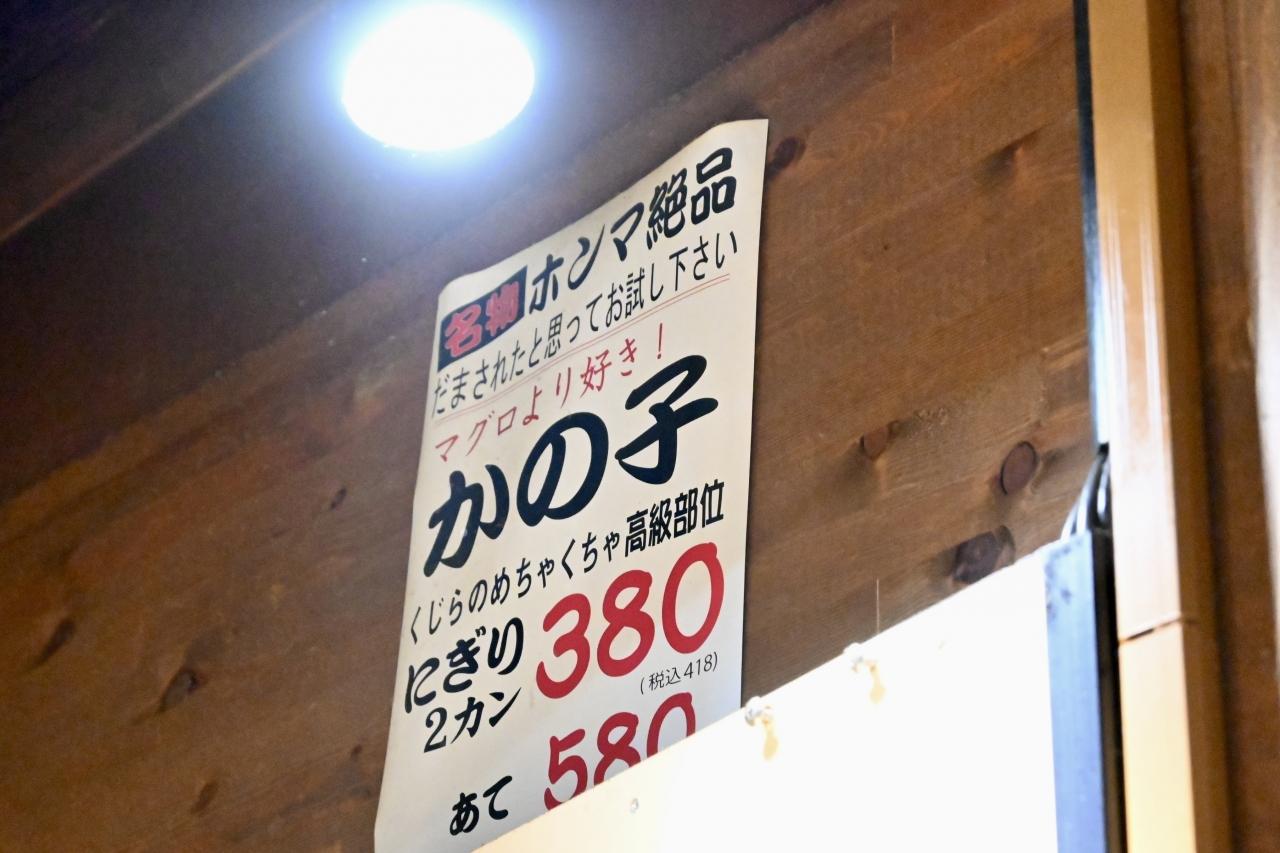 名物 ホンマ絶品
だまされたと思ってお試し下さい
マグロより好き！
かの子
くじらのめちゃくちゃ高級部位
にぎり 380
2カン (税込418)
あて 580